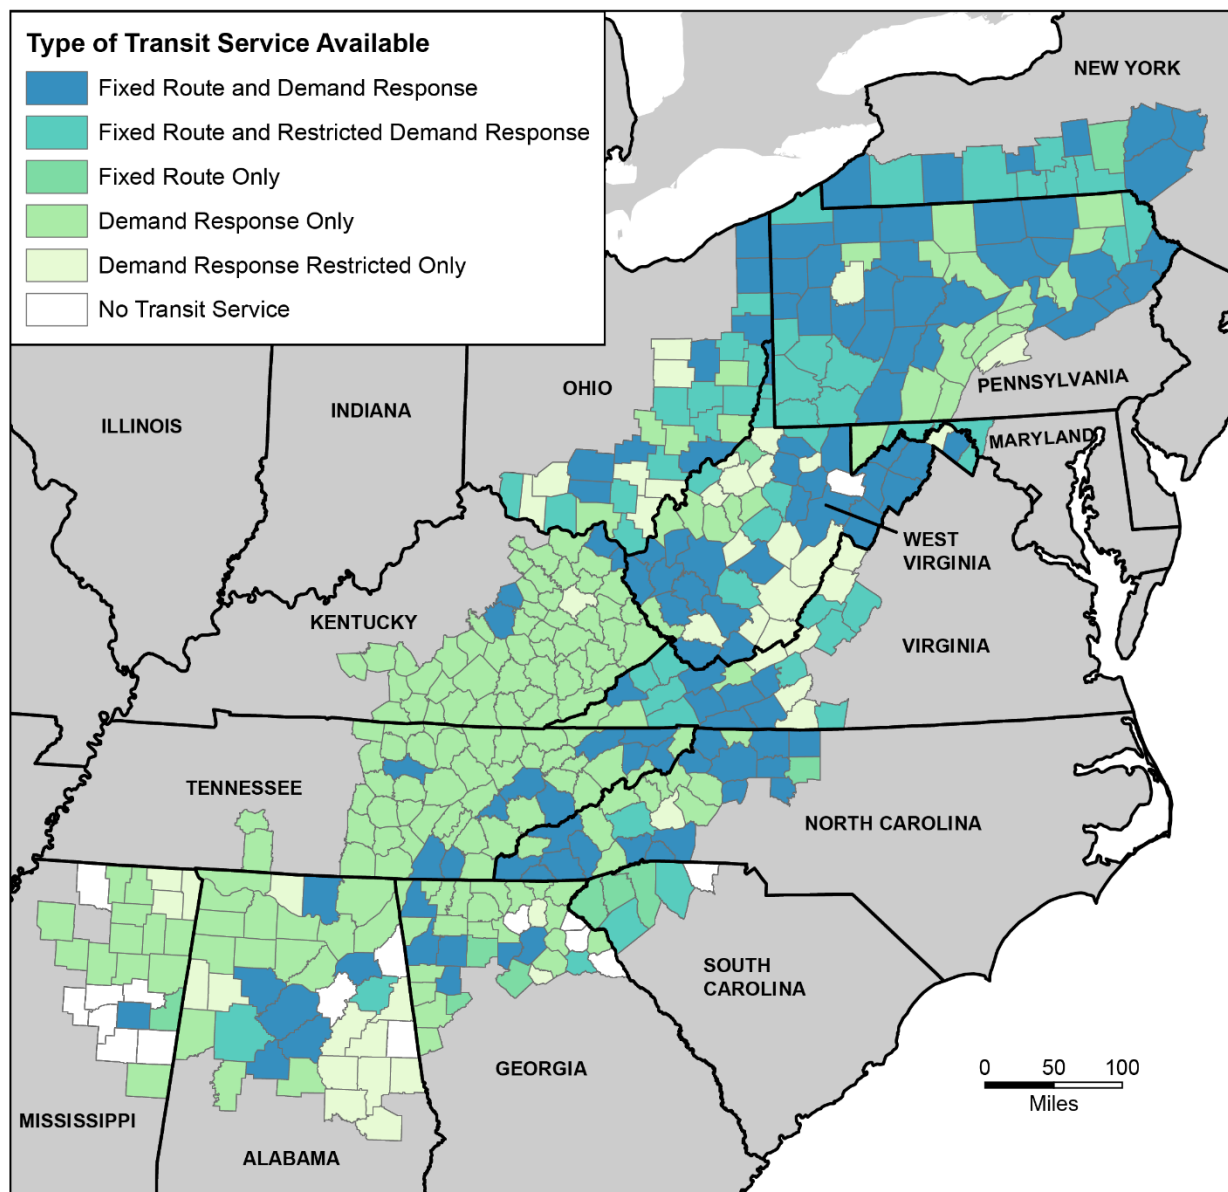 Type of Transit Service Available
Fixed Route and Demand Response
Fixed Route and Restricted Demand Response
Fixed Route Only
Demand Response Only
Demand Response Restricted Only
No Transit Service
NEW YORK
PENNSYLVANIA
OHIO
INDIANA
ILLINOIS
MARYLAND
WEST
VIRGINIA
KENTUCKY
VIRGINIA
TENNESSEE
NORTH CAROLINA
SOUTH
CAROLINA
GEORGIA
MISSISSIPPI
ALABAMA
0 50 100
Miles